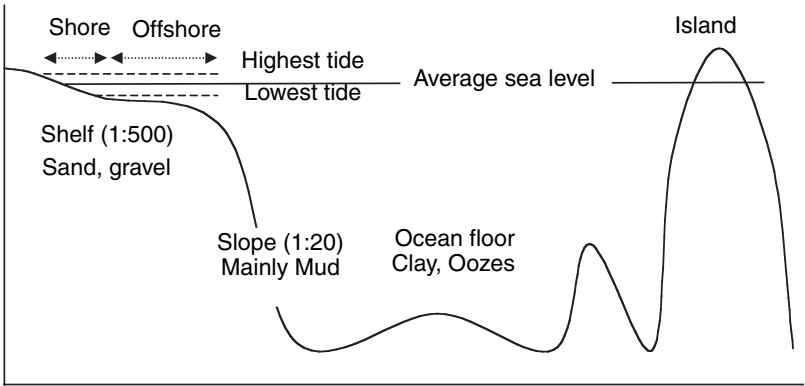 Shore
Offshore
Island
Highest tide
Average sea level
Lowest tide
Shelf (1:500)
Sand, gravel
Slope (1:20)
Mainly Mud
Ocean floor
Clay, Oozes